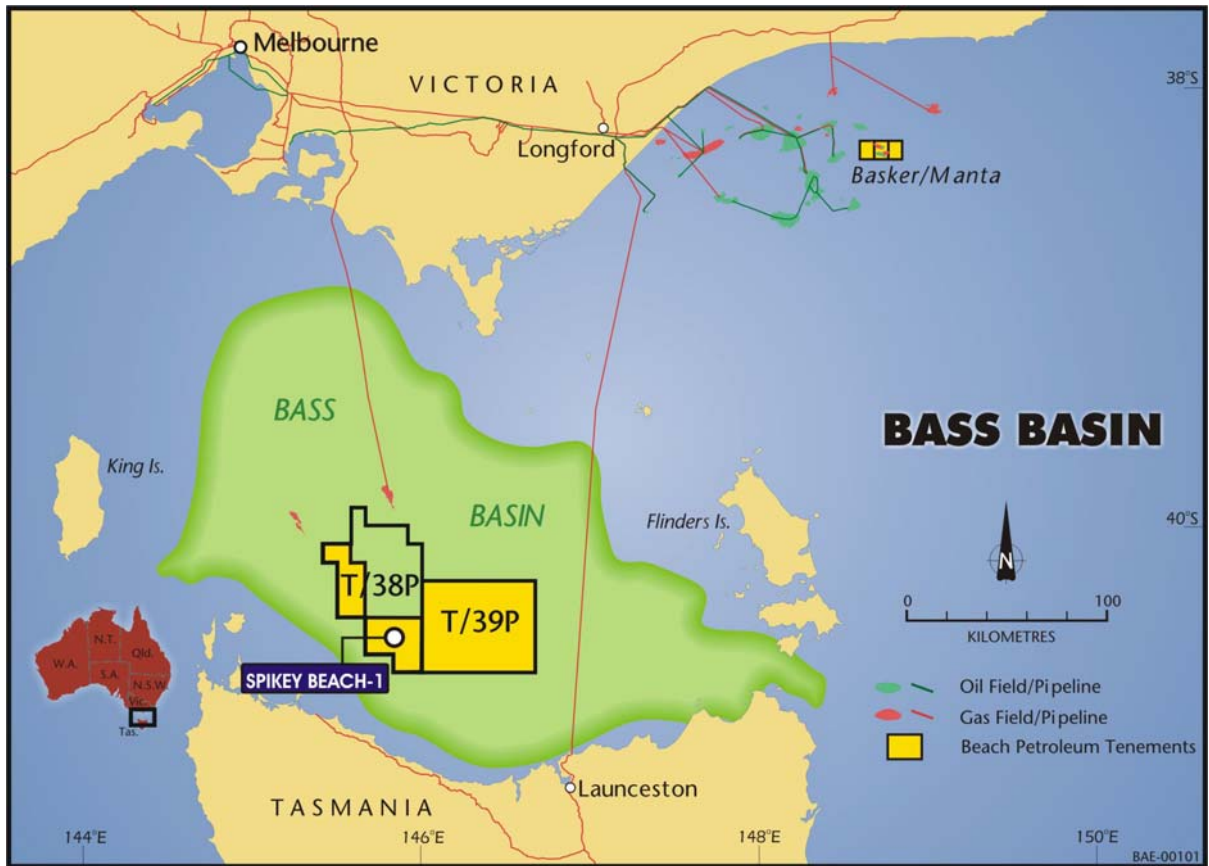 Melbourne
VICTORIA
38°S
Longford
Basker/Manta
BASS
BASS BASIN
King Is.
BASIN
Flinders Is.
40°S
N
T/38P
T/39P
0 100
KILOMETRES
W.A.
N.T.
Qld.
S.A.
N.S.W.
Vic.
Tas.
SPIKEY BEACH-1
Oil Field/Pipeline
Gas Field/Pipeline
Beach Petroleum Tenements
Launceston
TASMANIA
144°E
146°E
148°E
150°E
BAE-00101